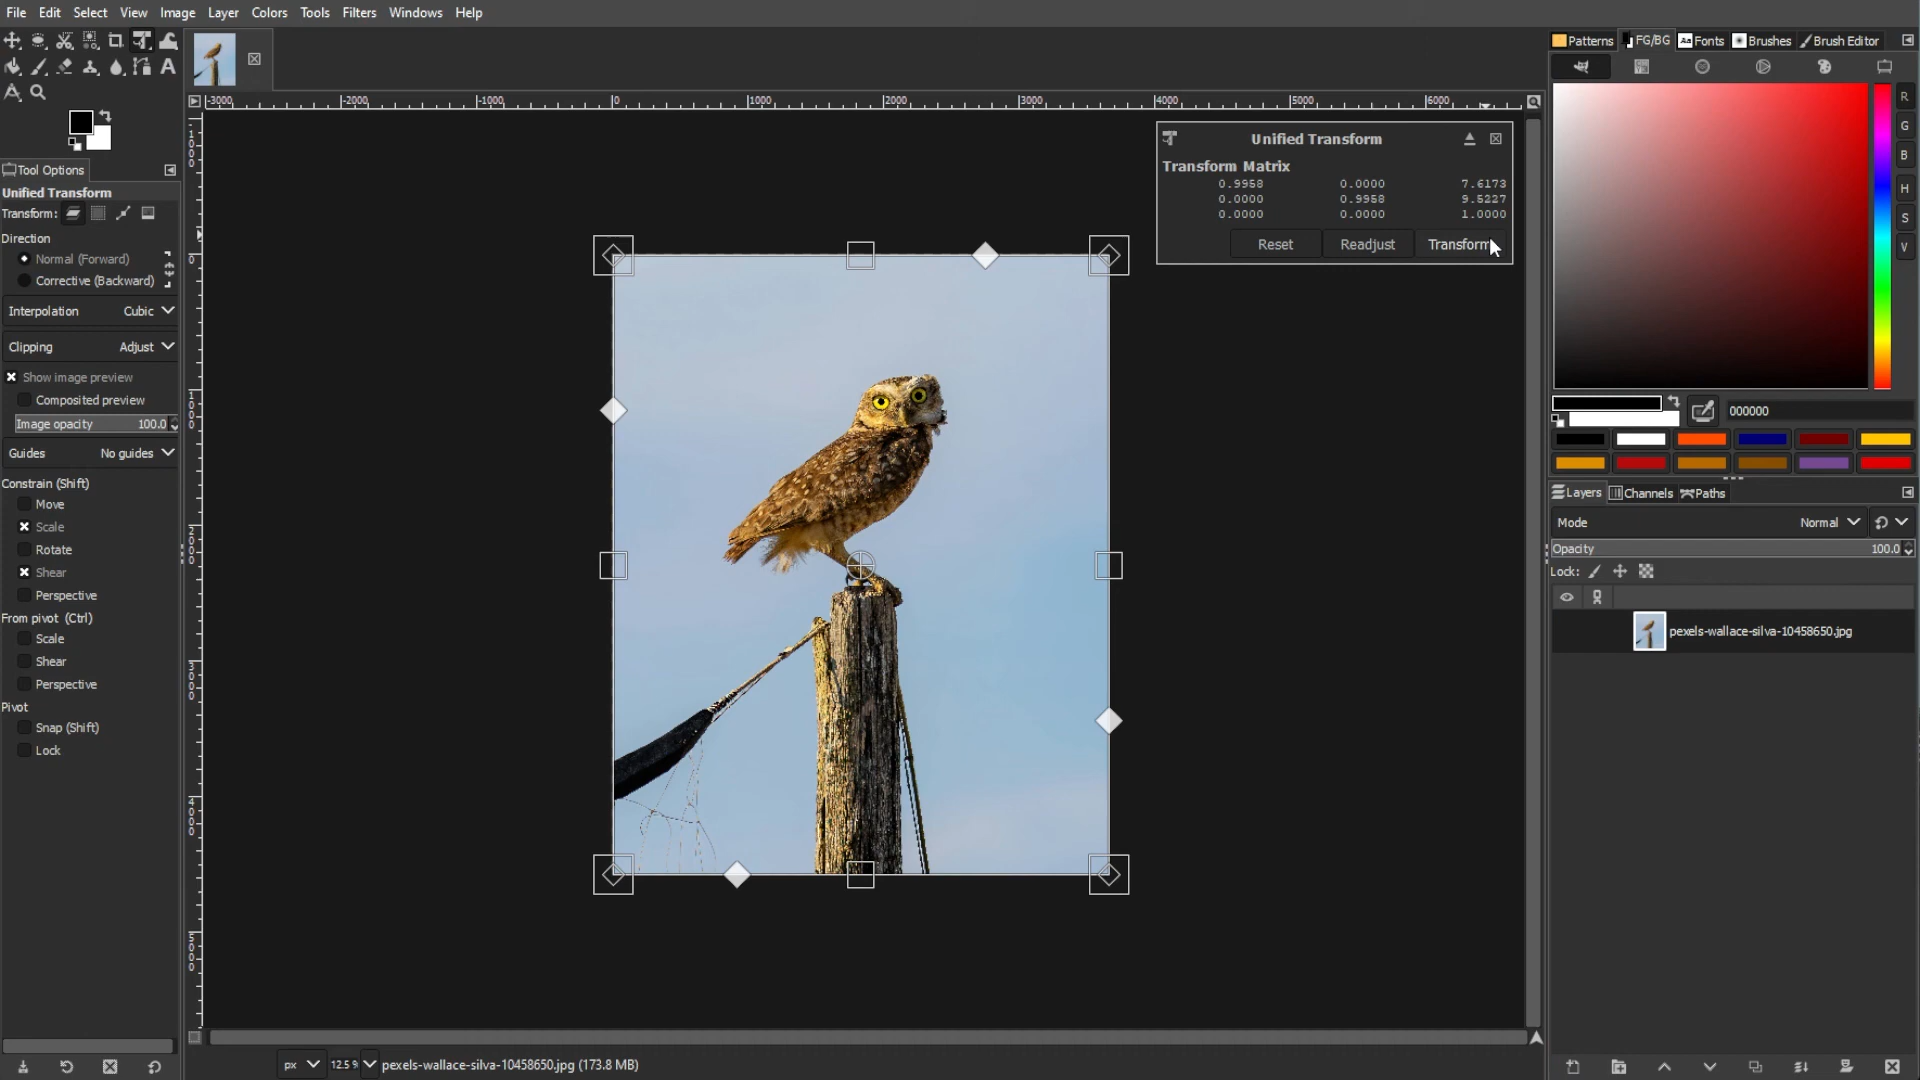 File Edit Select View Image Layer Colors Tools Filters Windows Help
Patterns FG/BG Aa Fonts Brushes Brush Editor
-3000 -2000 -1000 0 1000 2000 3000 4000 5000 6000
Tool Options
Unified Transform
Transform:
Direction
Normal (Forward)
Corrective (Backward)
Interpolation Cubic
Clipping Adjust
Show image preview
Composited preview
Image opacity 100.0
Guides No guides
Constrain (Shift)
Move
Scale
Rotate
Shear
Perspective
From pivot (Ctrl)
Scale
Shear
Perspective
Pivot
Snap (Shift)
Lock
Unified Transform
Transform Matrix
0.9958 0.0000 7.6173
0.0000 0.9958 9.5227
0.0000 0.0000 1.0000
Reset Readjust Transform
R
G
B
H
S
V
000000
Layers Channels Paths
Mode Normal
Opacity 100.0
Lock:
pexels-wallace-silva-10458650.jpg
px 12.5 % pexels-wallace-silva-10458650.jpg (173.8 MB)